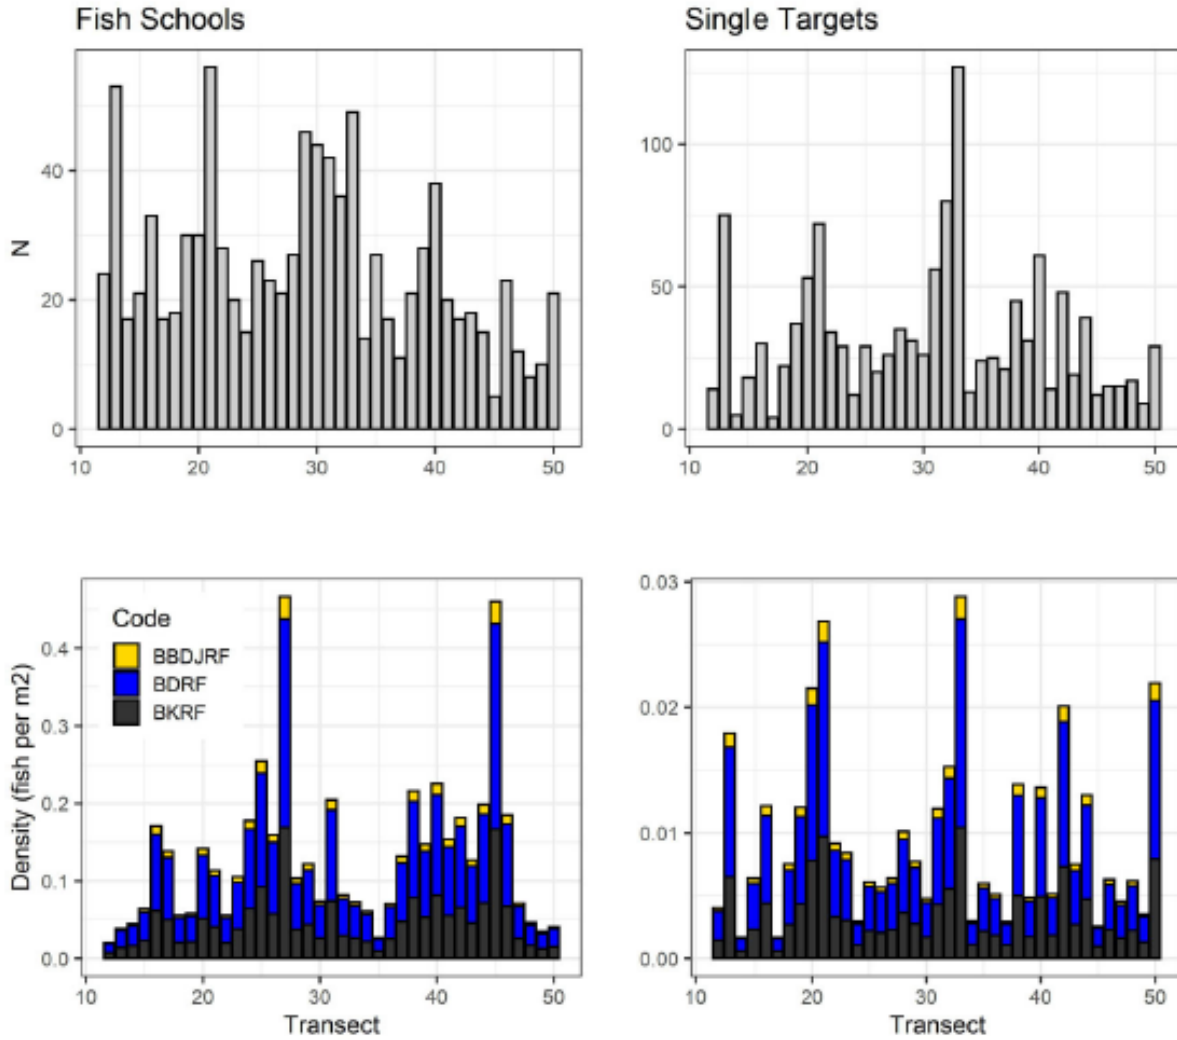 Fish Schools
Single Targets
N
40
20
0
10 20 30 40 50
100
50
0
10 20 30 40 50
Density (fish per m2)
0.4
0.3
0.2
0.1
0.0
Code
BBDJRF
BDRF
BKRF
10 20 30 40 50
Transect
0.03
0.02
0.01
0.00
10 20 30 40 50
Transect